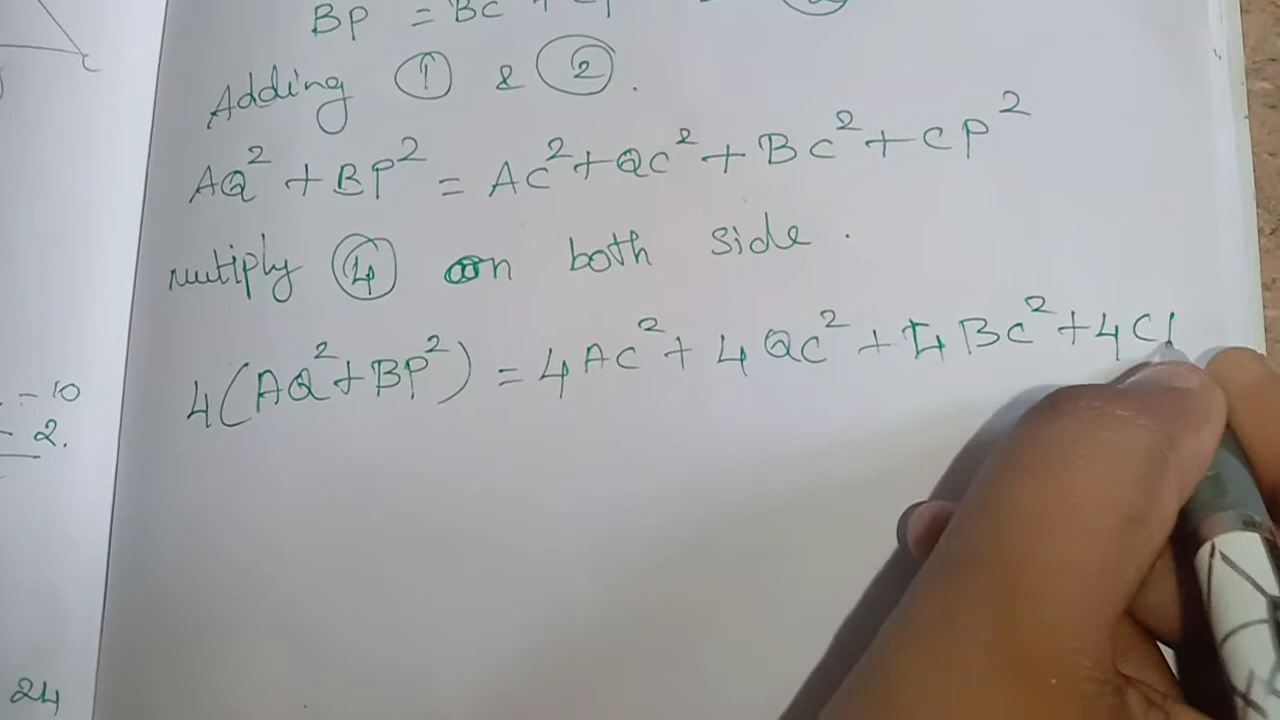 BP = BC
Adding ① & ②.
AQ² + BP² = AC² + QC² + BC² + CP²
mutiply ④ on both side.
4(AQ² + BP²) = 4AC² + 4QC² + 4BC² + 4C
- 10
- 2.
24